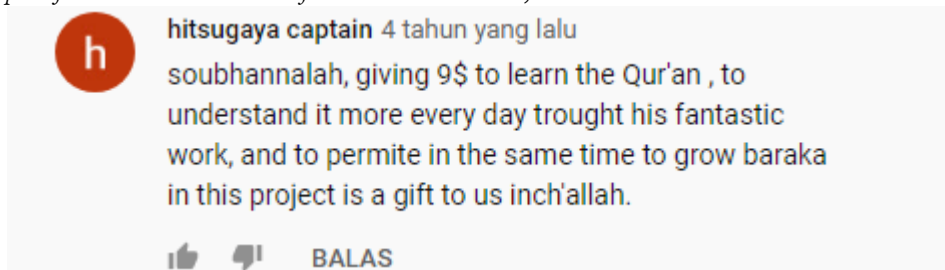 h
hitsugaya captain 4 tahun yang lalu
soubhannalah, giving 9$ to learn the Qur'an , to
understand it more every day trought his fantastic
work, and to permite in the same time to grow baraka
in this project is a gift to us inch'allah.
BALAS